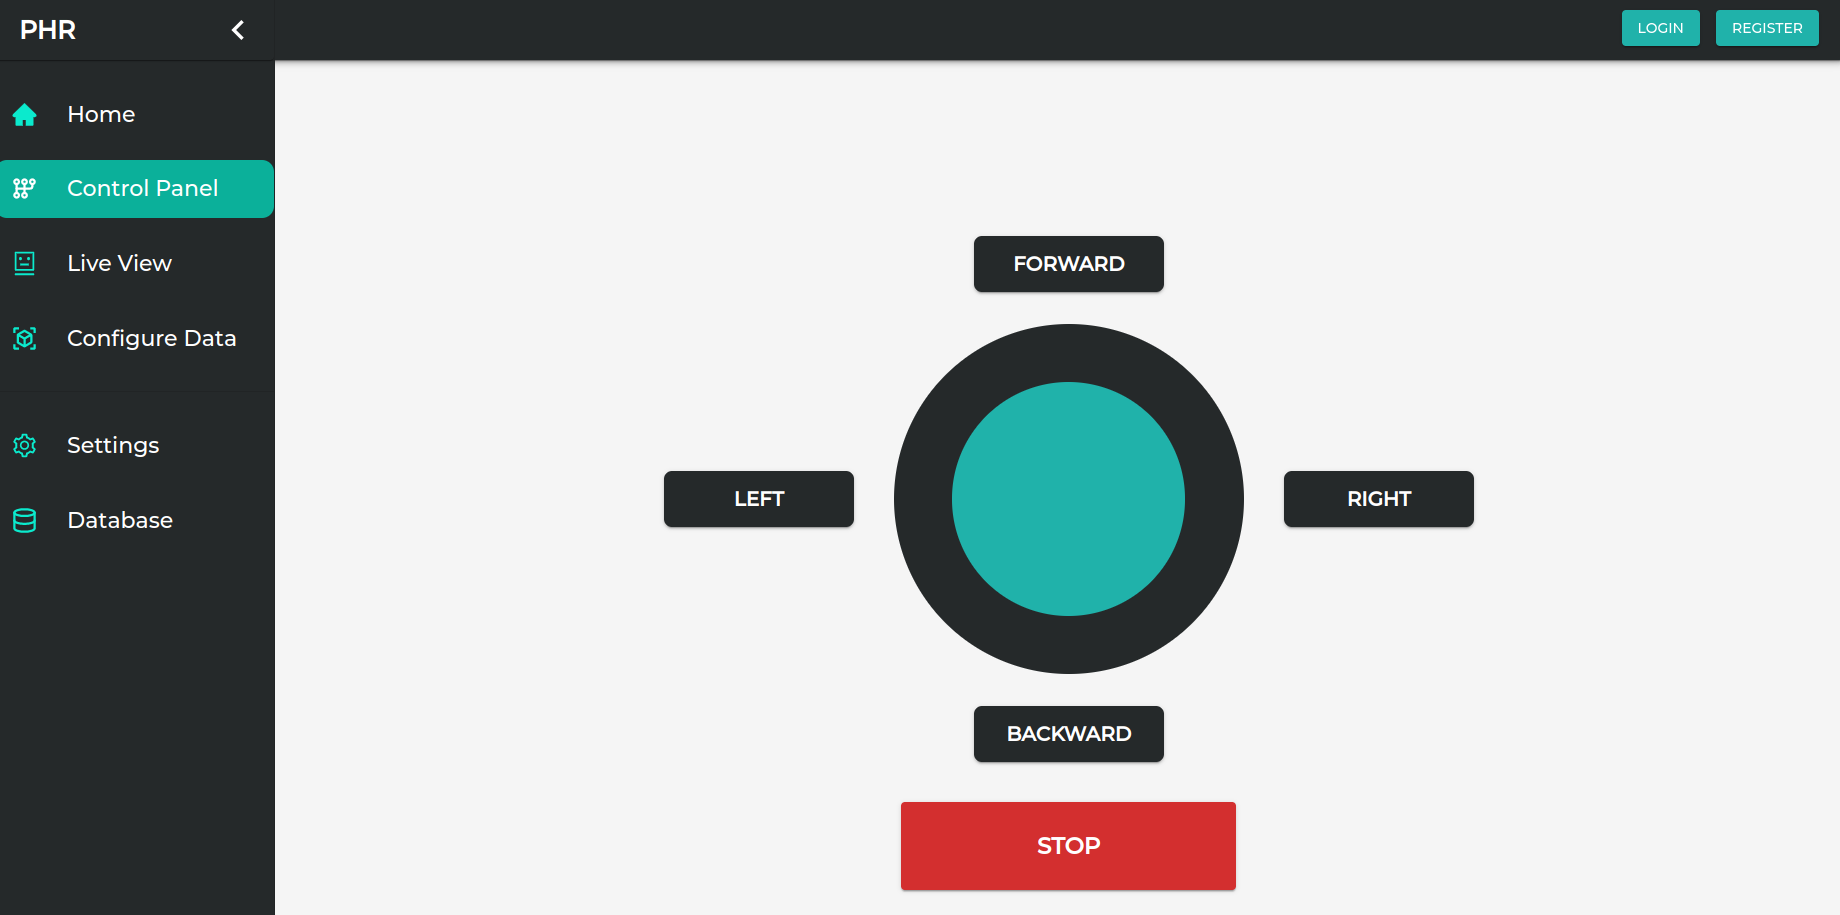 PHR
LOGIN
REGISTER
Home
Control Panel
Live View
Configure Data
Settings
Database
FORWARD
LEFT
RIGHT
BACKWARD
STOP